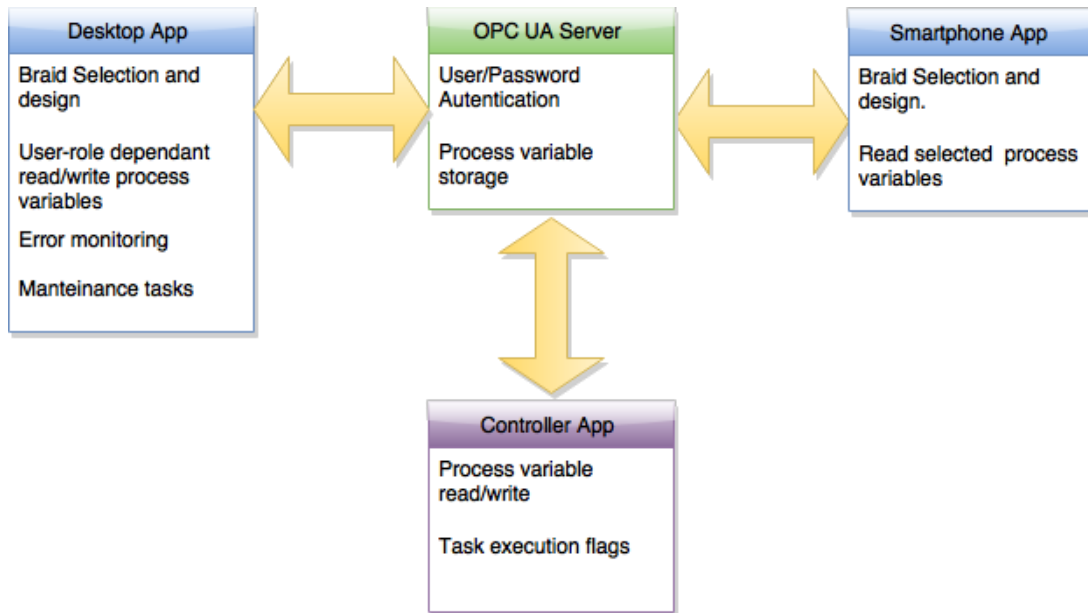 Desktop App
Braid Selection and
design
User-role dependant
read/write process
variables
Error monitoring
Manteinance tasks
OPC UA Server
User/Password
Autentication
Process variable
storage
Smartphone App
Braid Selection and
design.
Read selected process
variables
Controller App
Process variable
read/write
Task execution flags